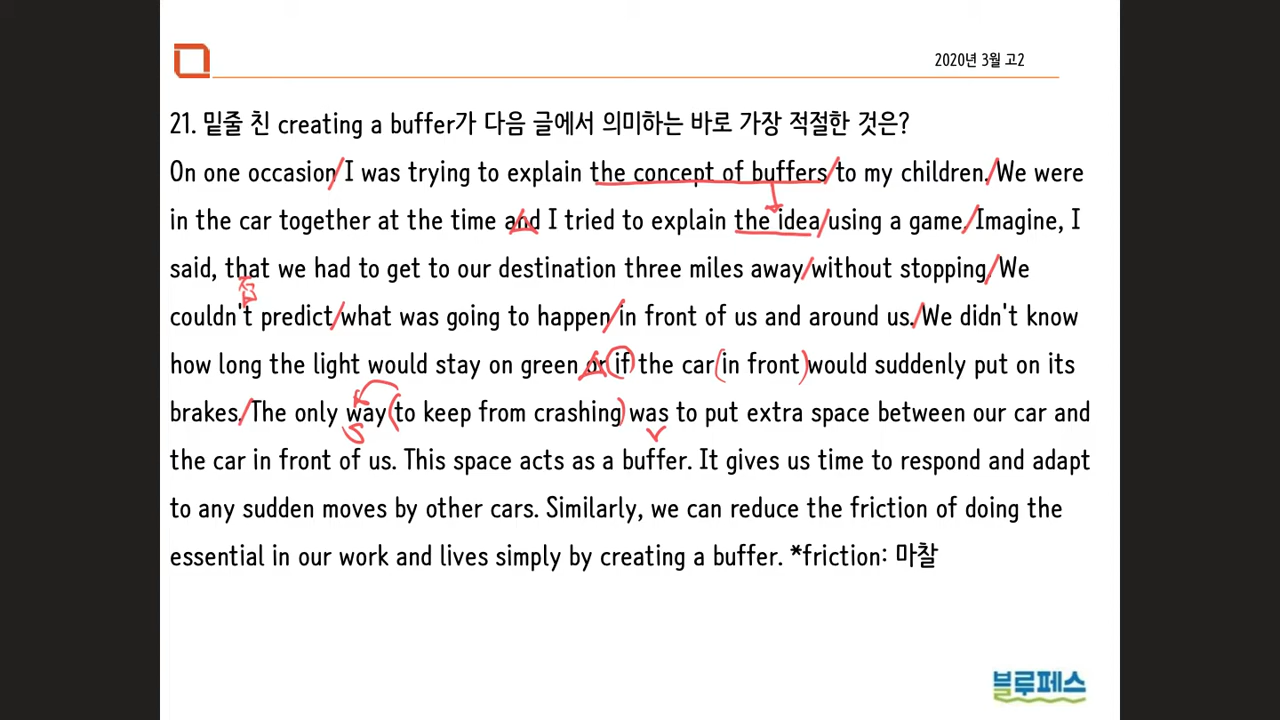 2020년 3월 고2
21. 밑줄 친 creating a buffer가 다음 글에서 의미하는 바로 가장 적절한 것은?
On one occasion I was trying to explain the concept of buffers to my children. We were
in the car together at the time and I tried to explain the idea using a game. Imagine, I
said, that we had to get to our destination three miles away without stopping. We
접
couldn't predict what was going to happen in front of us and around us. We didn't know
how long the light would stay on green or if the car in front would suddenly put on its
brakes. The only way to keep from crashing was to put extra space between our car and
S V
the car in front of us. This space acts as a buffer. It gives us time to respond and adapt
to any sudden moves by other cars. Similarly, we can reduce the friction of doing the
essential in our work and lives simply by creating a buffer. *friction: 마찰
블루페스